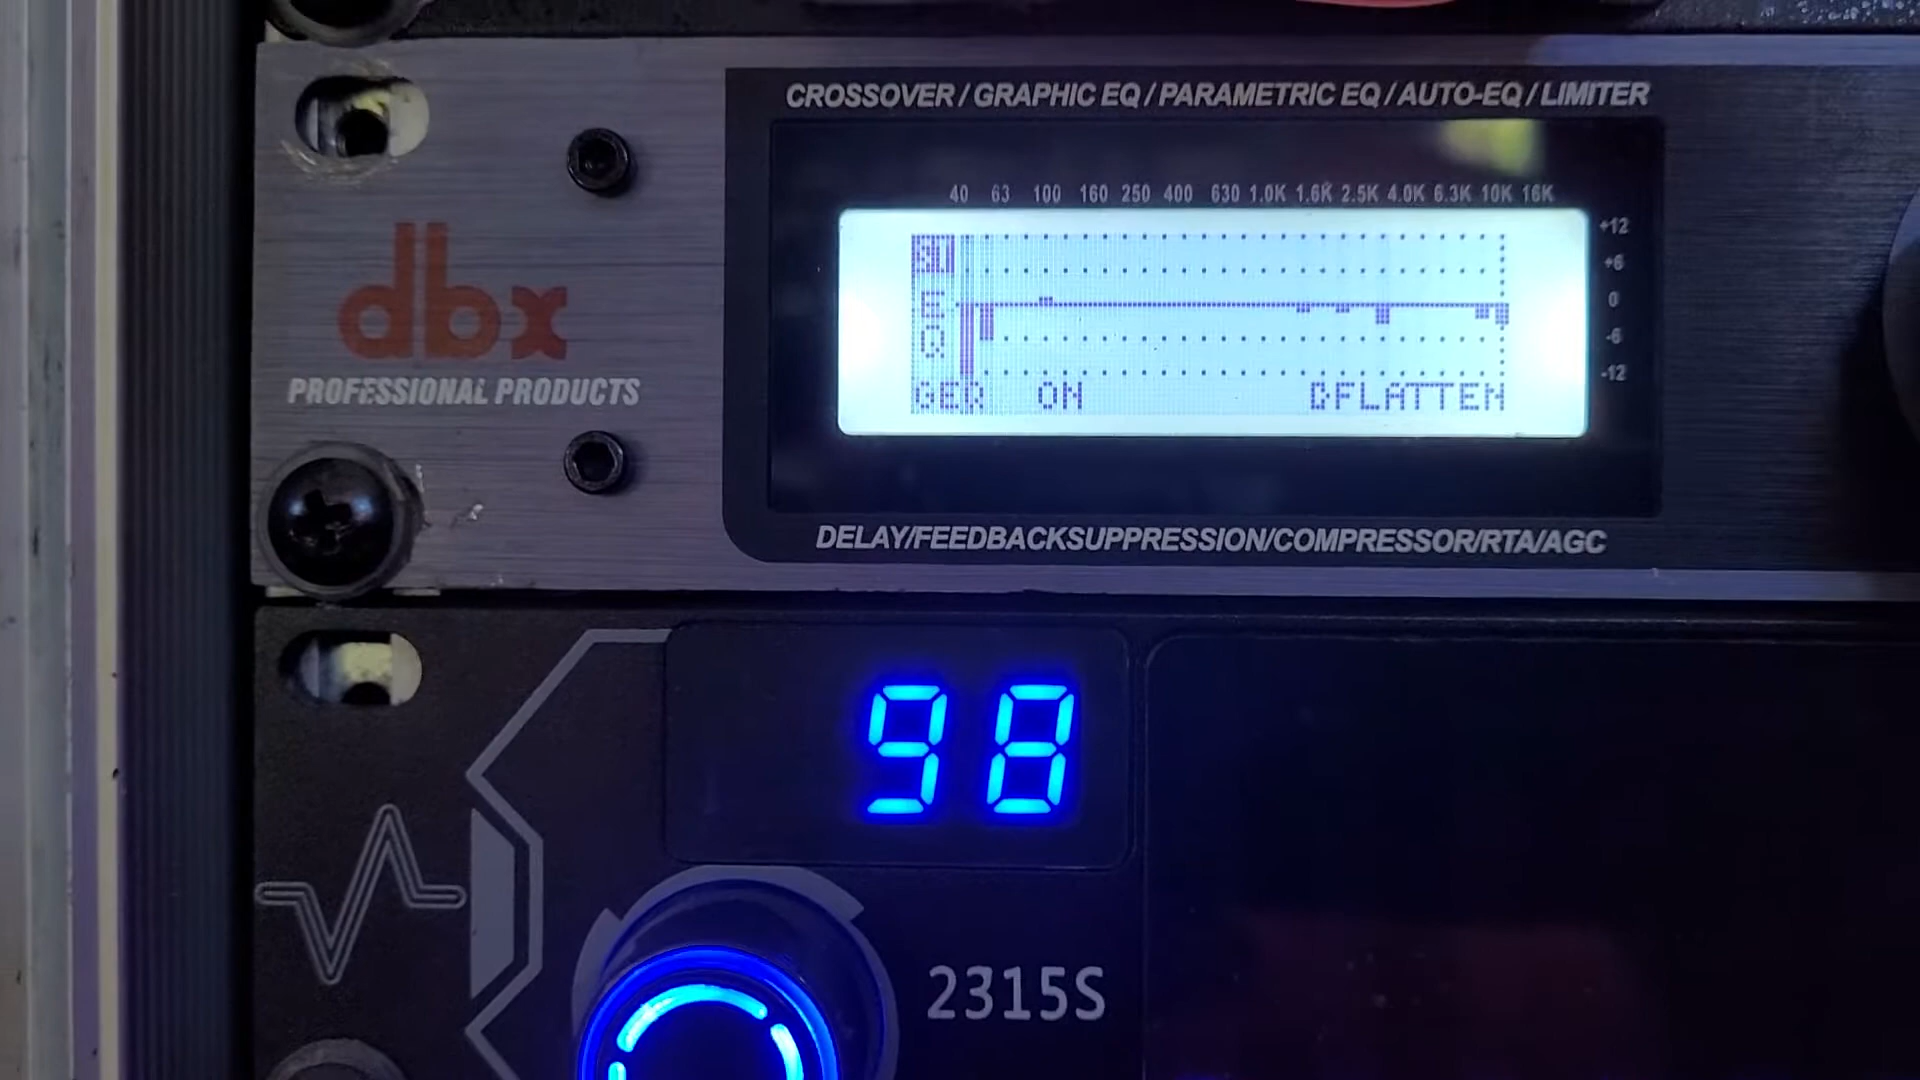 CROSSOVER / GRAPHIC EQ / PARAMETRIC EQ / AUTO-EQ / LIMITER
40 63 100 160 250 400 630 1.0K 1.6K 2.5K 4.0K 6.3K 10K 16K
+12
+6
0
-6
-12
EQ
GEQ ON FLATTEN
dbx
PROFESSIONAL PRODUCTS
DELAY/FEEDBACKSUPPRESSION/COMPRESSOR/RTA/AGC
98
2315S